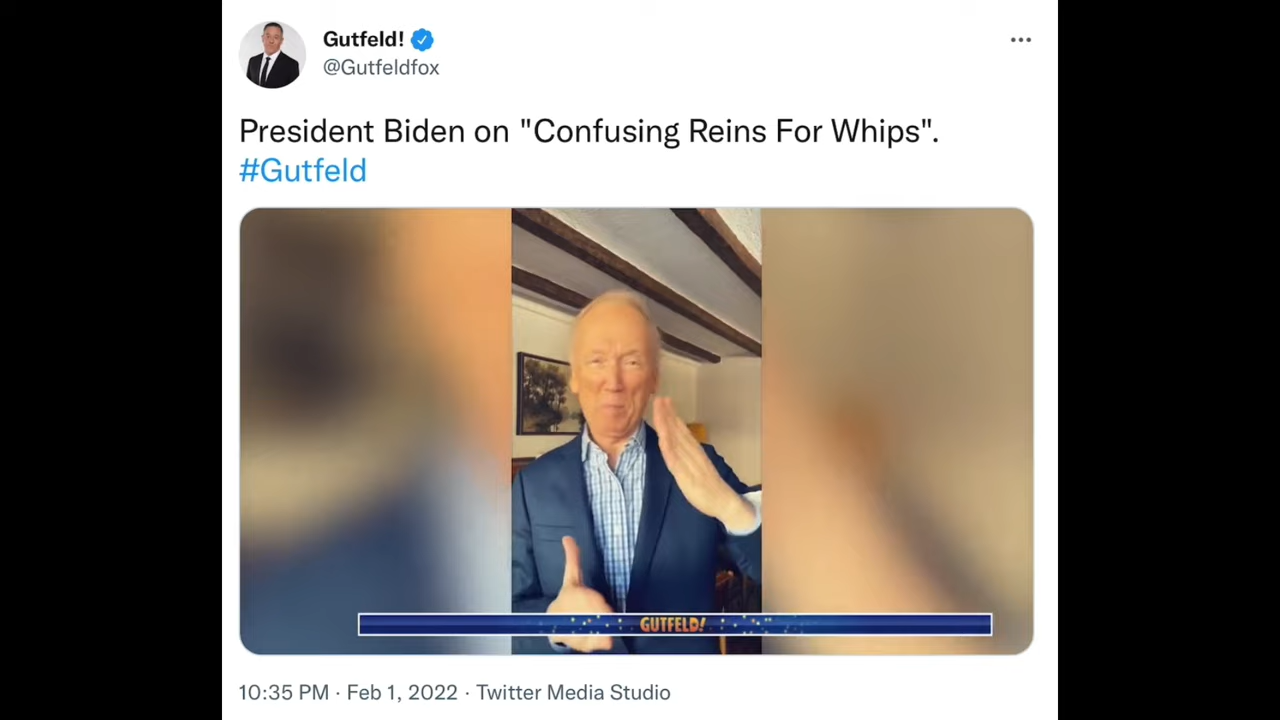 Gutfeld!
@Gutfeldfox
President Biden on "Confusing Reins For Whips".
#Gutfeld
GUTFELD!
10:35 PM · Feb 1, 2022 · Twitter Media Studio